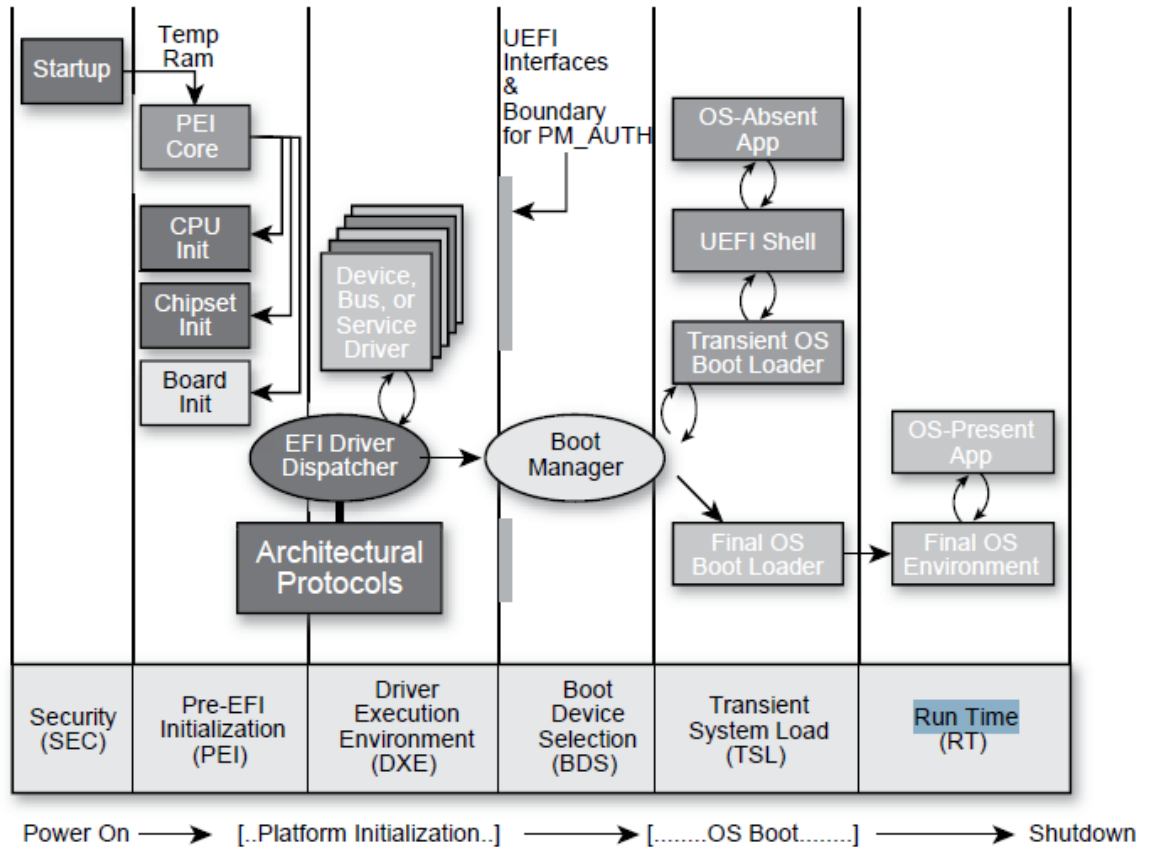 Startup
Temp
Ram
PEI
Core
CPU
Init
Chipset
Init
Board
Init
Device,
Bus, or
Service
Driver
EFI Driver
Dispatcher
Architectural
Protocols
UEFI
Interfaces
&
Boundary
for PM_AUTH
Boot
Manager
OS-Absent
App
UEFI Shell
Transient OS
Boot Loader
Final OS
Boot Loader
OS-Present
App
Final OS
Environment
Security
(SEC)
Pre-EFI
Initialization
(PEI)
Driver
Execution
Environment
(DXE)
Boot
Device
Selection
(BDS)
Transient
System Load
(TSL)
Run Time
(RT)
Power On [..Platform Initialization..] [........OS Boot........] Shutdown